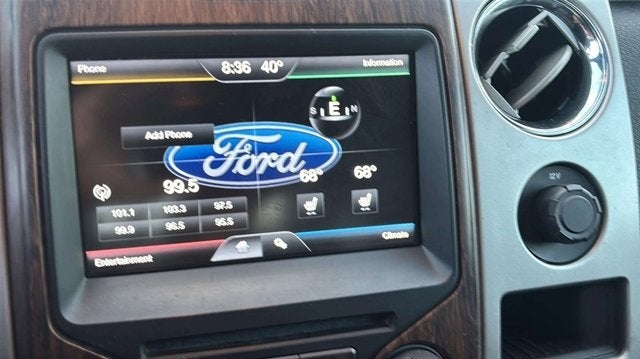 Phone 8:36 40° Information
S E N
Add Phone
Ford
99.5 68° 68°
101.1 103.3 97.5
99.9 96.5 95.5
Entertainment Climate
12V